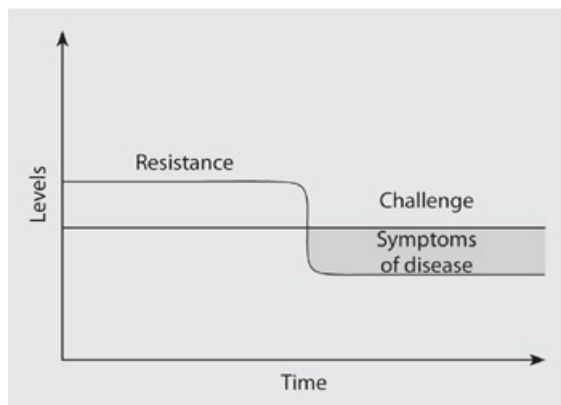 Resistance
Challenge
Symptoms
of disease
Levels
Time